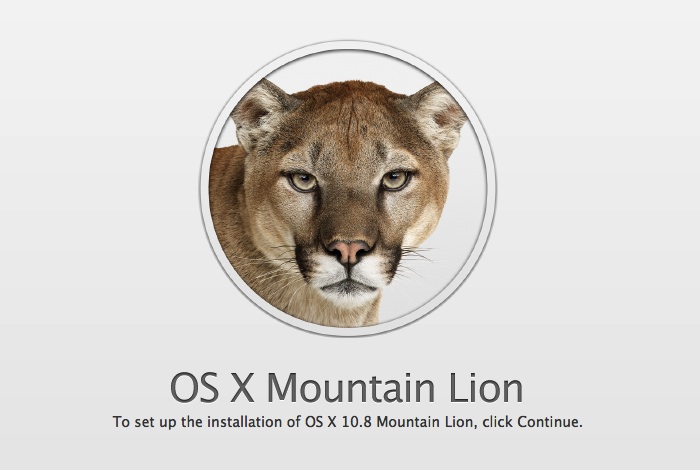 OS X Mountain Lion
To set up the installation of OS X 10.8 Mountain Lion, click Continue.